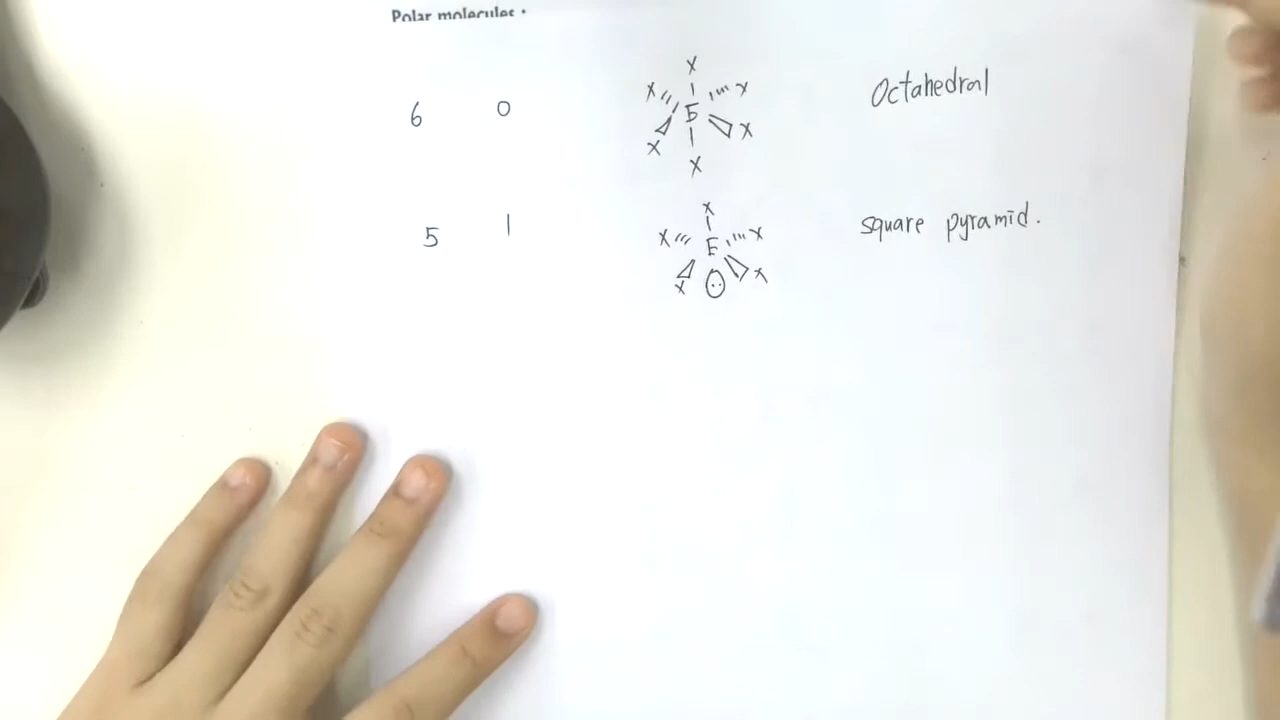 Polar molecules :
X
X X
6 0 E Octahedral
X X
X
X
X X
5 1 E square pyramid.
X X